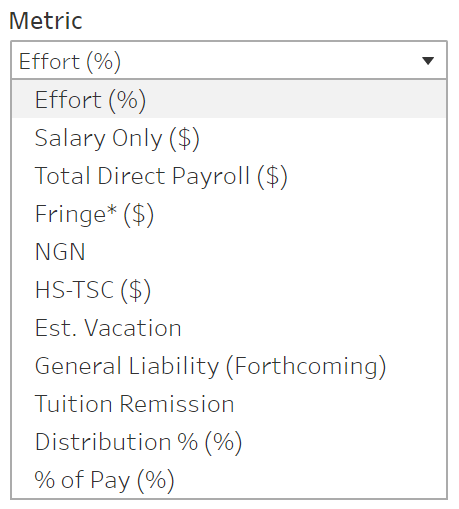 Metric
Effort (%)
Effort (%)
Salary Only ($)
Total Direct Payroll ($)
Fringe* ($)
NGN
HS-TSC ($)
Est. Vacation
General Liability (Forthcoming)
Tuition Remission
Distribution % (%)
% of Pay (%)